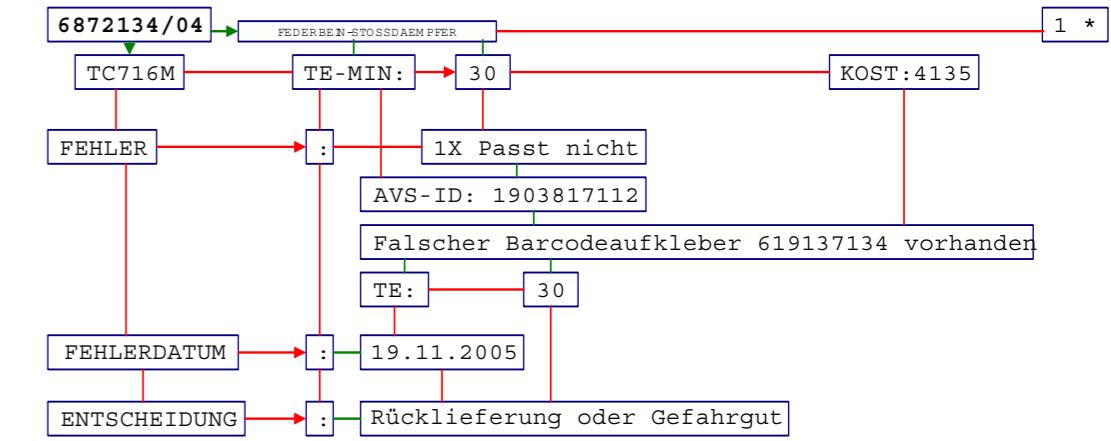 6872134/04 FEDERBEIN-STOSSDAEMPFER 1 *
TC716M TE-MIN: 30 KOST:4135
FEHLER : 1X Passt nicht
AVS-ID: 1903817112
Falscher Barcodeaufkleber 619137134 vorhanden
TE: 30
FEHLERDATUM : 19.11.2005
ENTSCHEIDUNG : Rücklieferung oder Gefahrgut